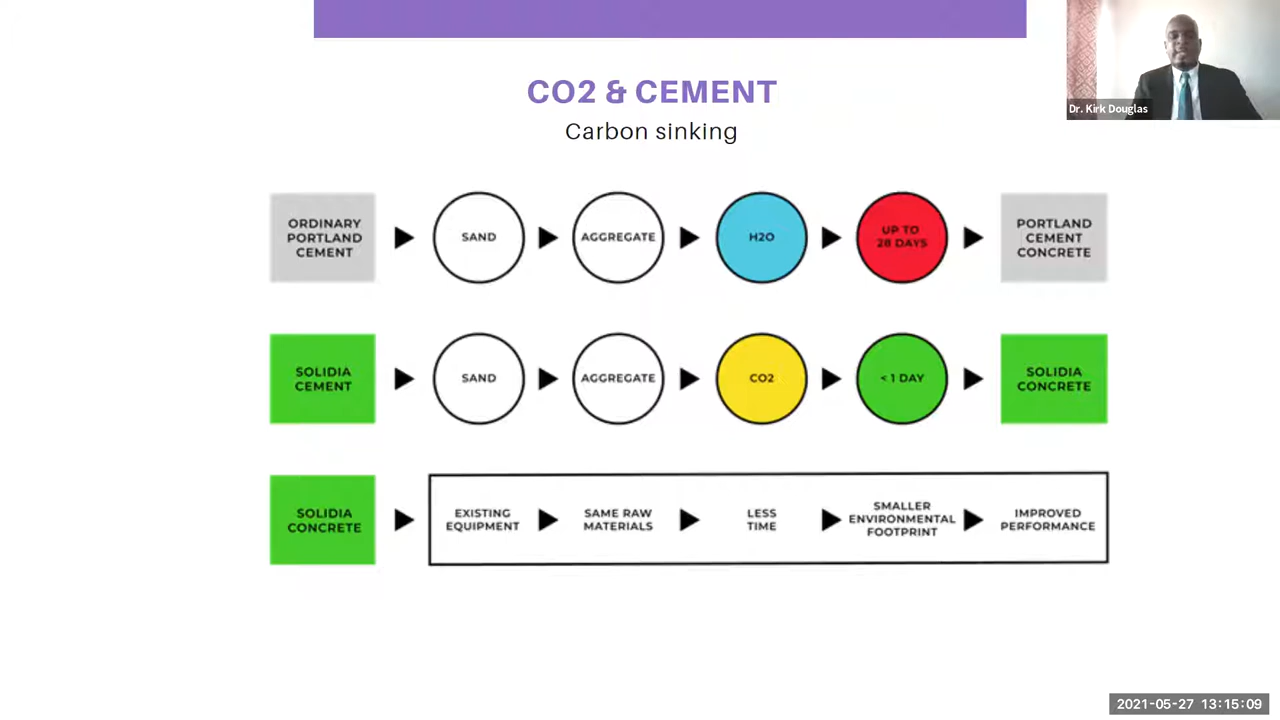 CO2 & CEMENT
Carbon sinking
Dr. Kirk Douglas
ORDINARY
PORTLAND
CEMENT
SAND
AGGREGATE
H2O
UP TO
28 DAYS
PORTLAND
CEMENT
CONCRETE
SOLIDIA
CEMENT
SAND
AGGREGATE
CO2
< 1 DAY
SOLIDIA
CONCRETE
SOLIDIA
CONCRETE
EXISTING
EQUIPMENT
SAME RAW
MATERIALS
LESS
TIME
SMALLER
ENVIRONMENTAL
FOOTPRINT
IMPROVED
PERFORMANCE
2021-05-27 13:15:09